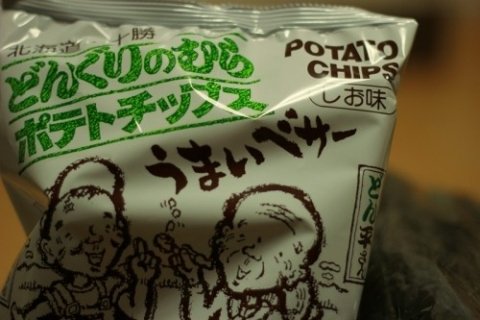 北海道 十勝
どんぐりのむら
ポテトチップス
POTATO
CHIPS
しお味
うまいべサー